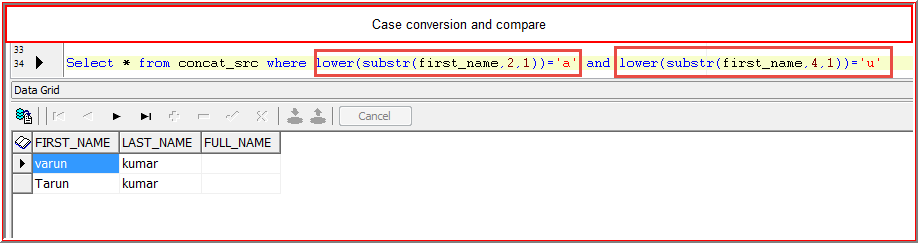 Case conversion and compare
33
34 Select * from concat_src where lower(substr(first_name,2,1))='a' and lower(substr(first_name,4,1))='u'
Data Grid
Cancel
FIRST_NAME LAST_NAME FULL_NAME
varun kumar
Tarun kumar